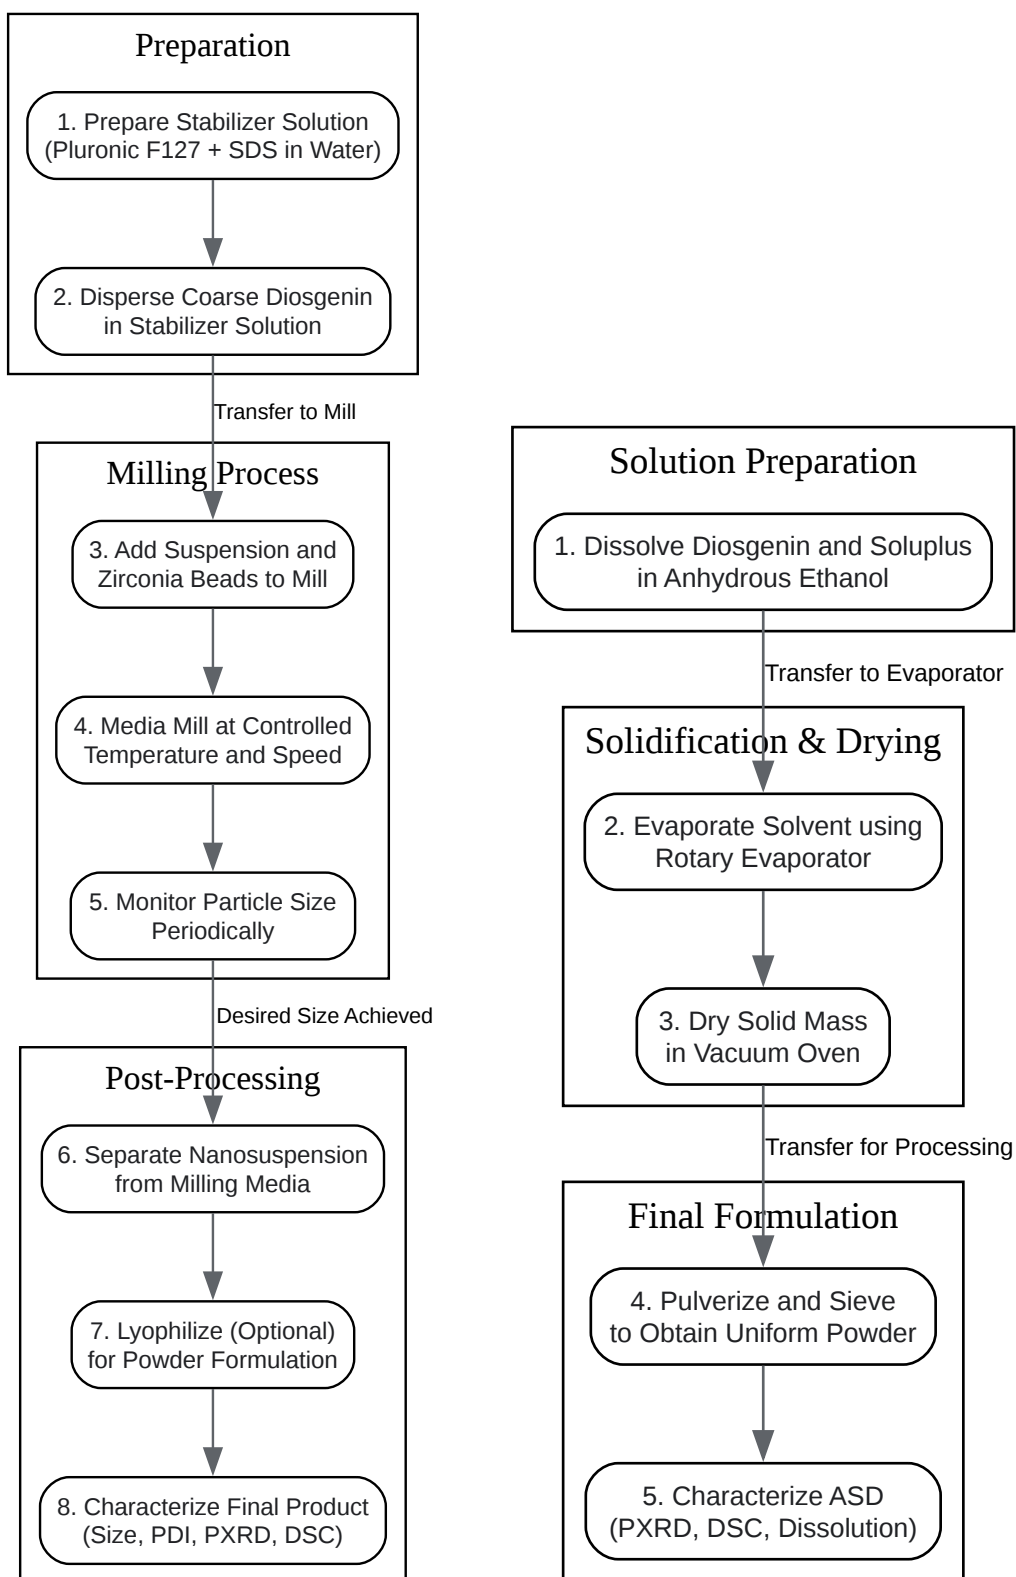 Preparation
1. Prepare Stabilizer Solution
(Pluronic F127 + SDS in Water)
2. Disperse Coarse Diosgenin
in Stabilizer Solution
Transfer to Mill
Milling Process
3. Add Suspension and
Zirconia Beads to Mill
4. Media Mill at Controlled
Temperature and Speed
5. Monitor Particle Size
Periodically
Desired Size Achieved
Post-Processing
6. Separate Nanosuspension
from Milling Media
7. Lyophilize (Optional)
for Powder Formulation
8. Characterize Final Product
(Size, PDI, PXRD, DSC)
Solution Preparation
1. Dissolve Diosgenin and Soluplus
in Anhydrous Ethanol
Transfer to Evaporator
Solidification & Drying
2. Evaporate Solvent using
Rotary Evaporator
3. Dry Solid Mass
in Vacuum Oven
Transfer for Processing
Final Formulation
4. Pulverize and Sieve
to Obtain Uniform Powder
5. Characterize ASD
(PXRD, DSC, Dissolution)